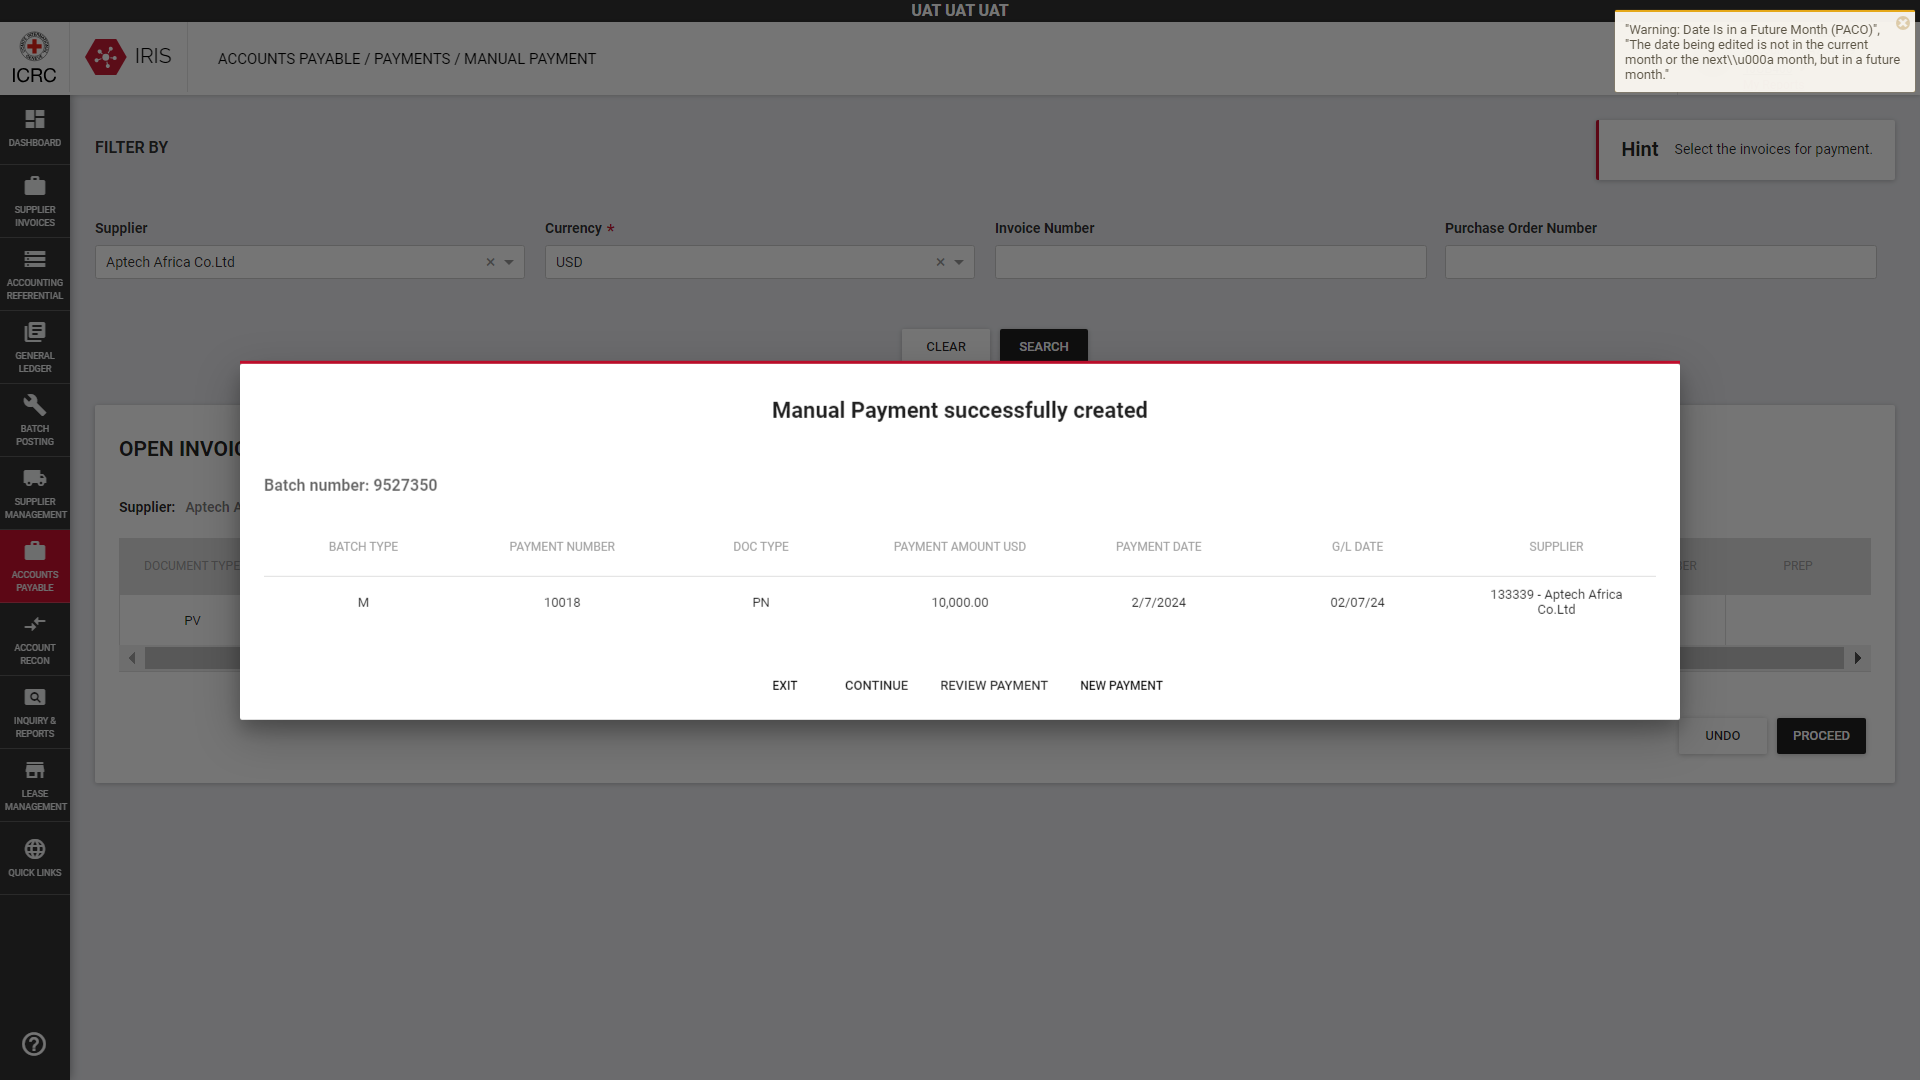 UAT UAT UAT
"Warning: Date Is in a Future Month (PACO)",
"The date being edited is not in the current
month or the next\\u000a month, but in a future
month."
ICRC
IRIS
ACCOUNTS PAYABLE / PAYMENTS / MANUAL PAYMENT
DASHBOARD
SUPPLIER
INVOICES
ACCOUNTING
REFERENTIAL
GENERAL
LEDGER
BATCH
POSTING
SUPPLIER
MANAGEMENT
ACCOUNTS
PAYABLE
ACCOUNT
RECON
INQUIRY &
REPORTS
LEASE
MANAGEMENT
QUICK LINKS
FILTER BY
Hint Select the invoices for payment.
Supplier Currency * Invoice Number Purchase Order Number
Aptech Africa Co.Ltd × USD ×
CLEAR SEARCH
OPEN INVOIC
Supplier: Aptech A
DOCUMENT TYPE ER PREP
PV
Manual Payment successfully created
Batch number: 9527350
BATCH TYPE PAYMENT NUMBER DOC TYPE PAYMENT AMOUNT USD PAYMENT DATE G/L DATE SUPPLIER
M 10018 PN 10,000.00 2/7/2024 02/07/24 133339 - Aptech Africa
Co.Ltd
EXIT CONTINUE REVIEW PAYMENT NEW PAYMENT
UNDO PROCEED